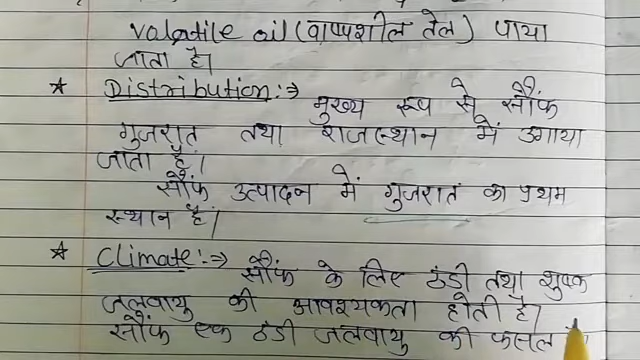 Valatile oil (वाष्पशील तेल) पाया
जाता है।
* Distribution:⇒ मुख्य रूप से सौंफ
गुजरात तथा राजस्थान में उगाया
जाता है।
सौंफ उत्पादन में गुजरात का प्रथम
स्थान है।
* Climate:⇒ सौंफ के लिए ठंडी तथा शुष्क
जलवायु की आवश्यकता होती है।
सौंफ एक ठंडी जलवायु की फसल